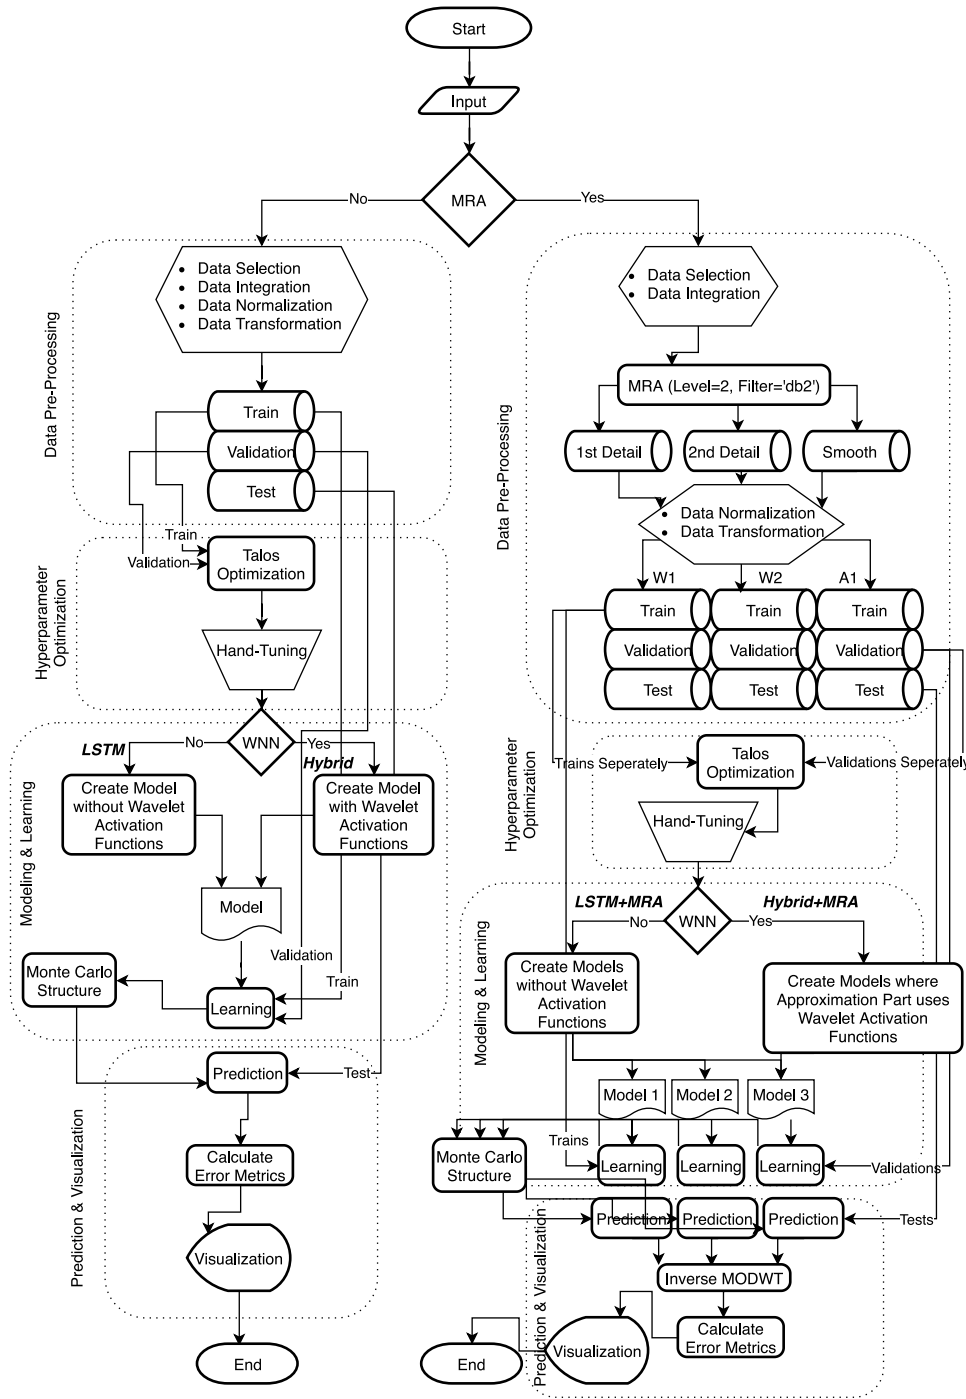 Start
Input
MRA
No
Yes
Data Pre-Processing
• Data Selection
• Data Integration
• Data Normalization
• Data Transformation
Train
Validation
Test
Train
Validation
Hyperparameter
Optimization
Talos
Optimization
Hand-Tuning
WNN
No
Yes
LSTM
Hybrid
Modeling & Learning
Create Model
without Wavelet
Activation
Functions
Create Model
with Wavelet
Activation
Functions
Model
Validation
Train
Monte Carlo
Structure
Learning
Prediction & Visualization
Prediction
Test
Calculate
Error Metrics
Visualization
End
Data Pre-Processing
• Data Selection
• Data Integration
MRA (Level=2, Filter='db2')
1st Detail
2nd Detail
Smooth
• Data Normalization
• Data Transformation
W1
W2
A1
Train
Train
Train
Validation
Validation
Validation
Test
Test
Test
Hyperparameter
Optimization
Trains Seperately
Talos
Optimization
Validations Seperately
Hand-Tuning
WNN
No
Yes
LSTM+MRA
Hybrid+MRA
Modeling & Learning
Create Models
without Wavelet
Activation
Functions
Create Models where
Approximation Part uses
Wavelet Activation
Functions
Model 1
Model 2
Model 3
Trains
Monte Carlo
Structure
Learning
Learning
Learning
Validations
Prediction & Visualization
Prediction
Prediction
Prediction
Tests
Inverse MODWT
Calculate
Error Metrics
Visualization
End